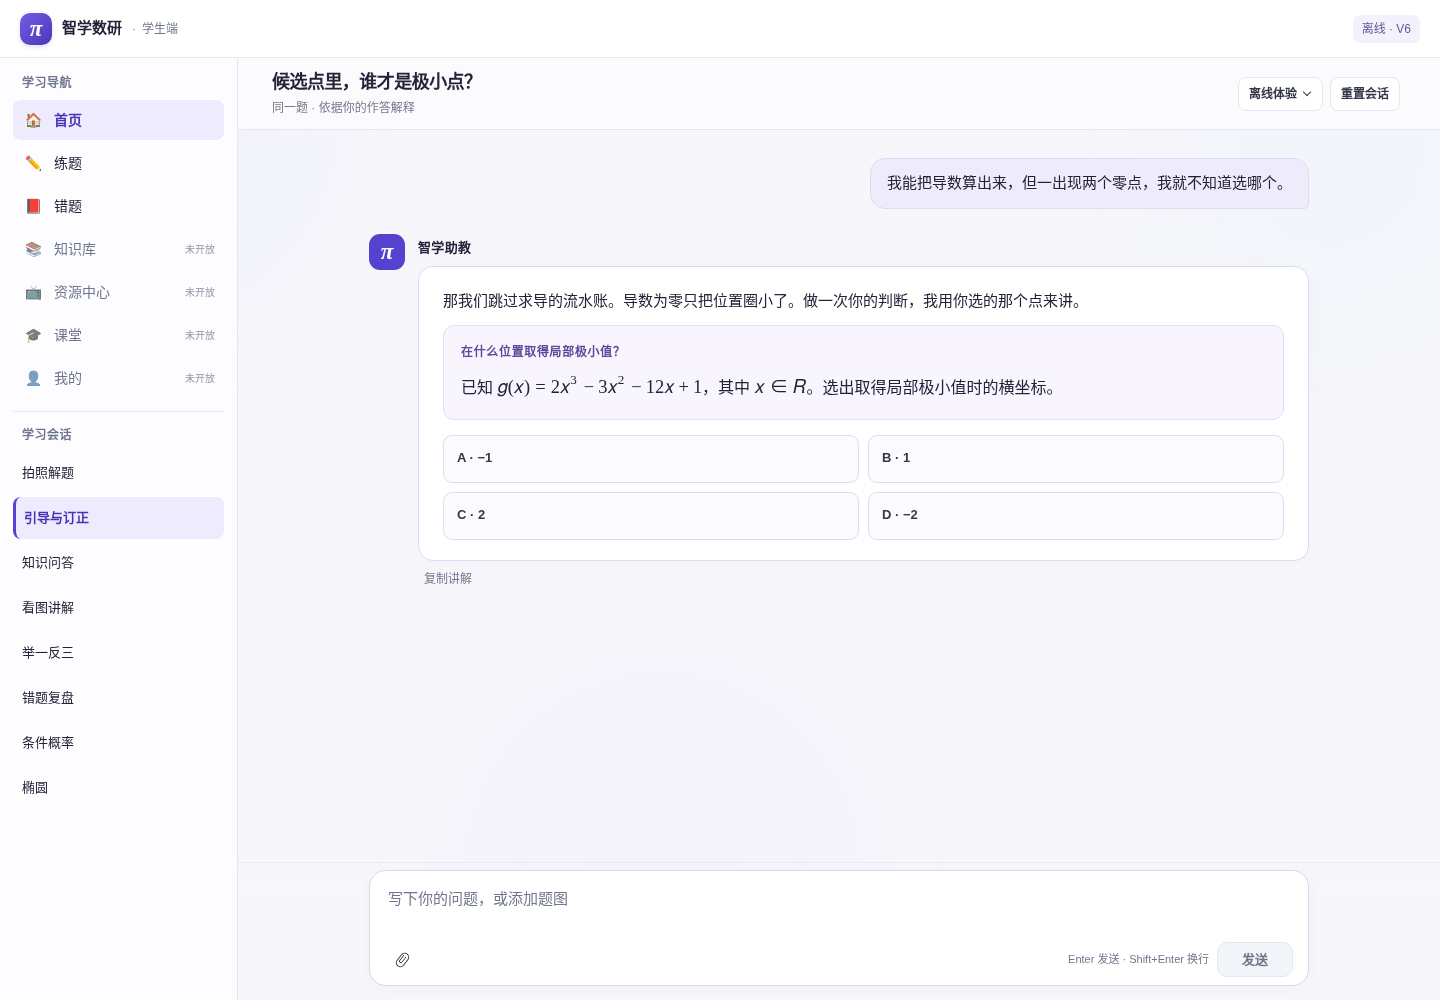 π 智学数研 · 学生端
离线 · V6
学习导航
🏠 首页
✏️ 练题
📕 错题
📚 知识库 未开放
📺 资源中心 未开放
🎓 课堂 未开放
👤 我的 未开放
学习会话
拍照解题
引导与订正
知识问答
看图讲解
举一反三
错题复盘
条件概率
椭圆
候选点里，谁才是极小点？
同一题 · 依据你的作答解释
离线体验
重置会话
我能把导数算出来，但一出现两个零点，我就不知道选哪个。
π 智学助教
那我们跳过求导的流水账。导数为零只把位置圈小了。做一次你的判断，我用你选的那个点来讲。
在什么位置取得局部极小值？
已知 g(x) = 2x³ − 3x² − 12x + 1，其中 x ∈ R。选出取得局部极小值时的横坐标。
A · −1
B · 1
C · 2
D · −2
复制讲解
写下你的问题，或添加题图
Enter 发送 · Shift+Enter 换行
发送